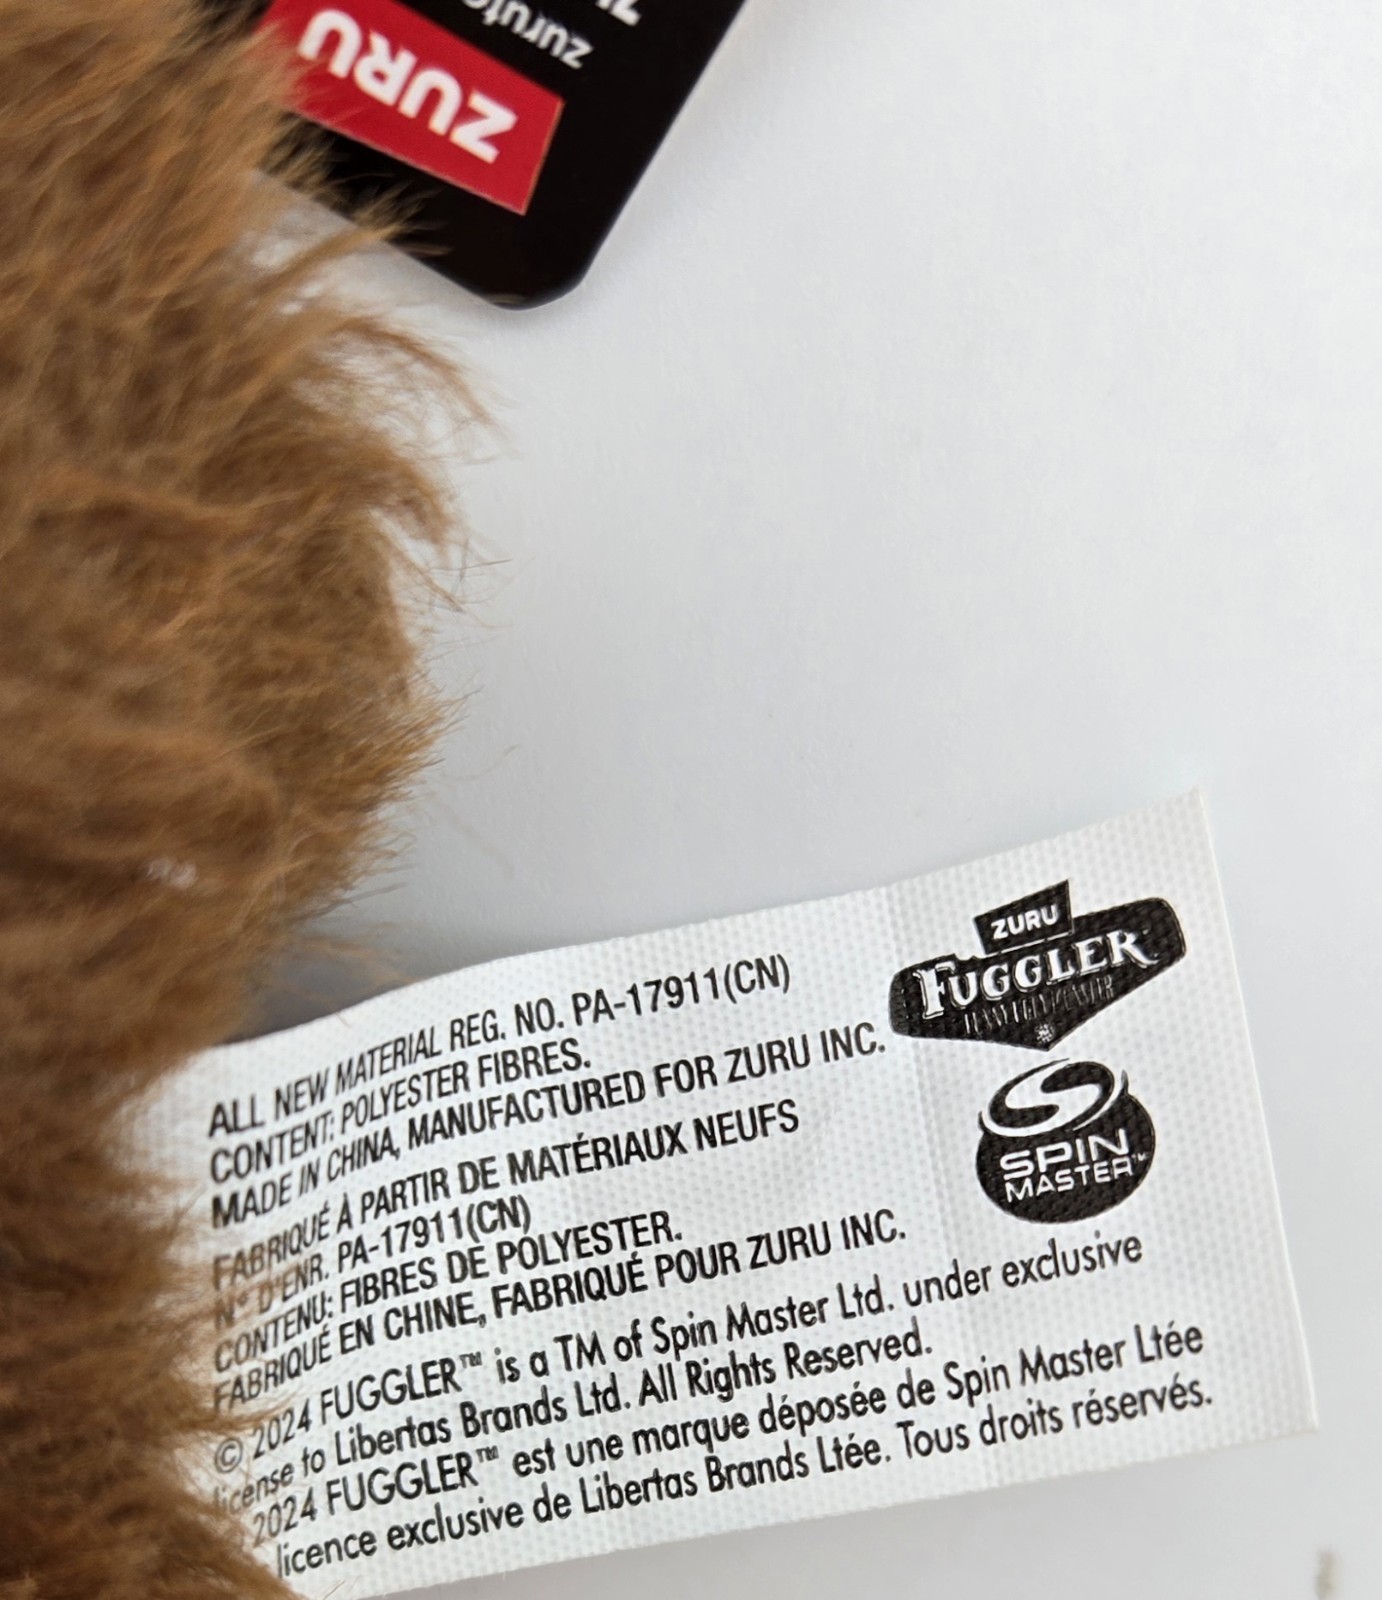 ZURU
ZURU
FUGGLER
SPIN
MASTER™
ALL NEW MATERIAL REG. NO. PA-17911(CN)
CONTENT: POLYESTER FIBRES.
MADE IN CHINA, MANUFACTURED FOR ZURU INC.
FABRIQUÉ À PARTIR DE MATÉRIAUX NEUFS
N° D'ENR. PA-17911(CN)
CONTENU: FIBRES DE POLYESTER.
FABRIQUÉ EN CHINE, FABRIQUÉ POUR ZURU INC.
© 2024 FUGGLER™ is a TM of Spin Master Ltd. under exclusive
license to Libertas Brands Ltd. All Rights Reserved.
2024 FUGGLER™ est une marque déposée de Spin Master Ltée
licence exclusive de Libertas Brands Ltée. Tous droits réservés.